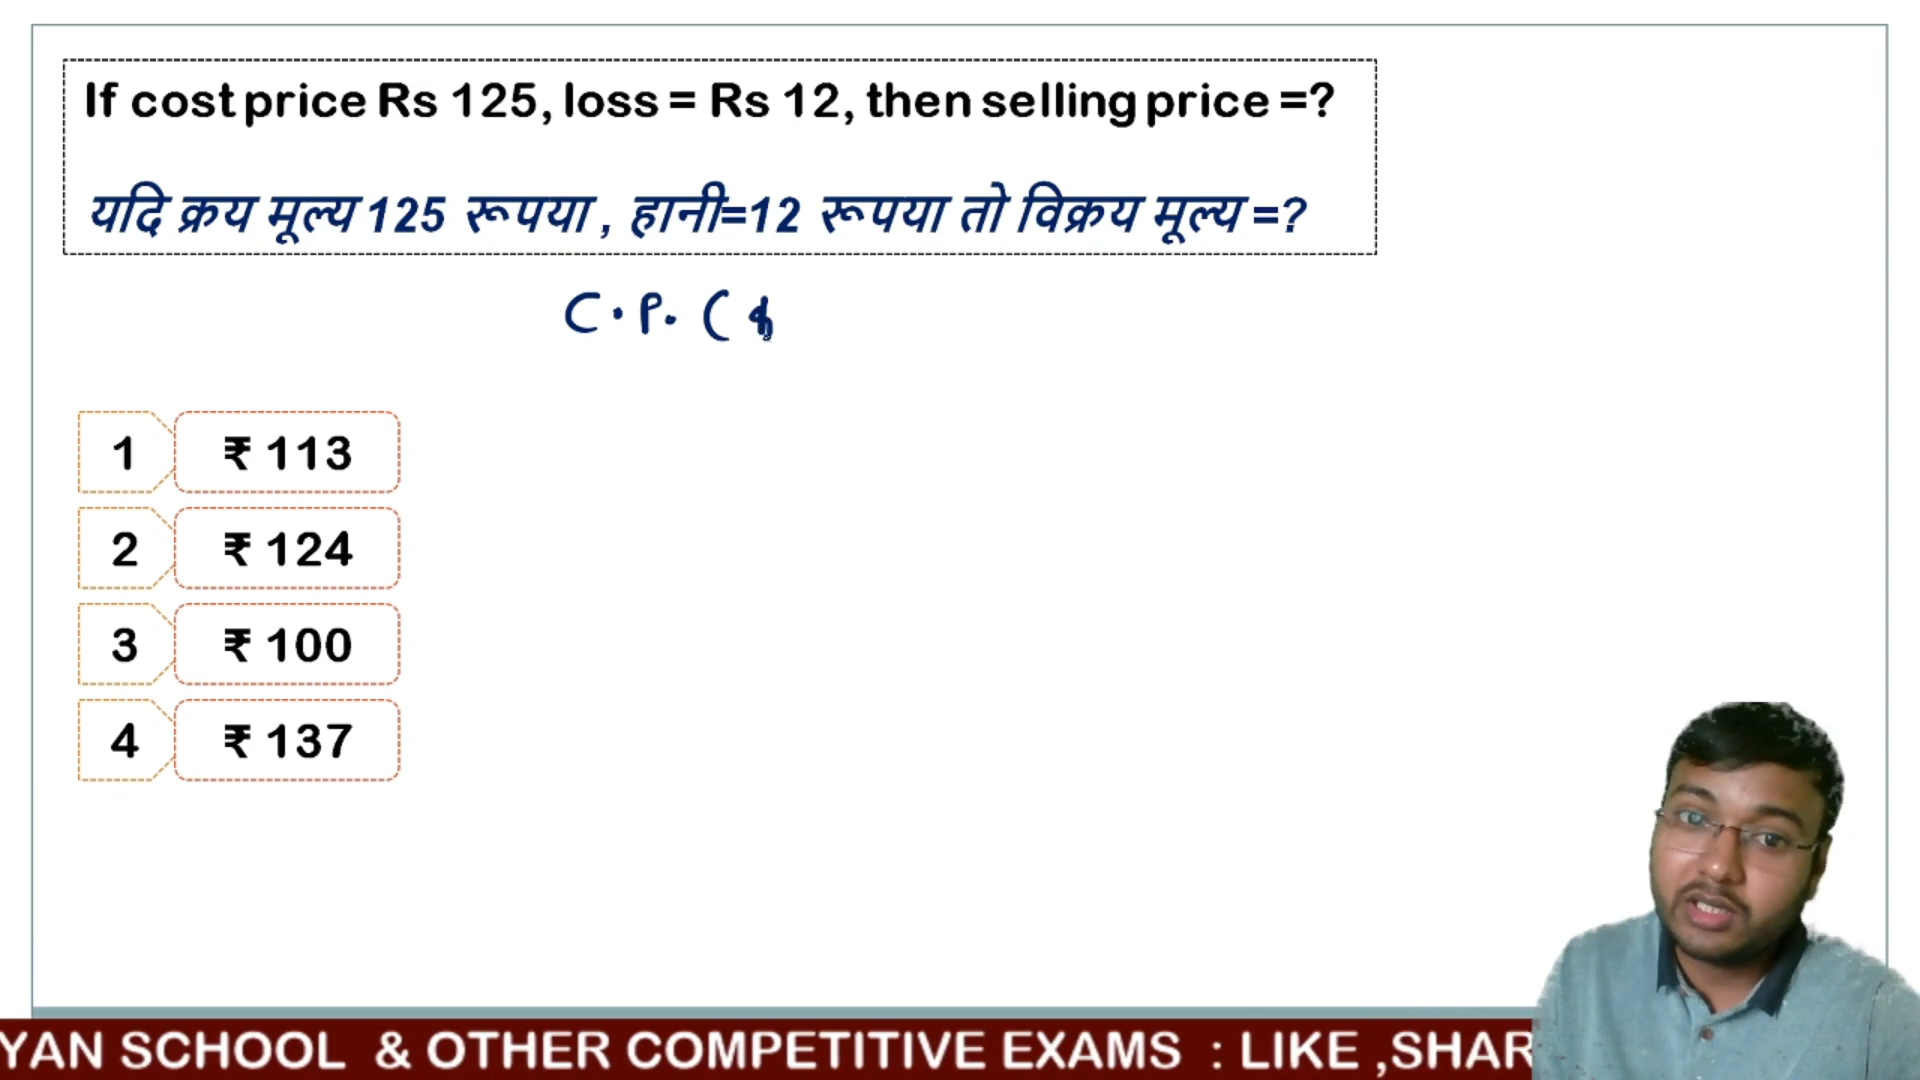 If cost price Rs 125, loss = Rs 12, then selling price =?
यदि क्रय मूल्य 125 रूपया , हानी=12 रूपया तो विक्रय मूल्य =?
C.P. (
1 ₹ 113
2 ₹ 124
3 ₹ 100
4 ₹ 137
YAN SCHOOL & OTHER COMPETITIVE EXAMS : LIKE ,SHAR